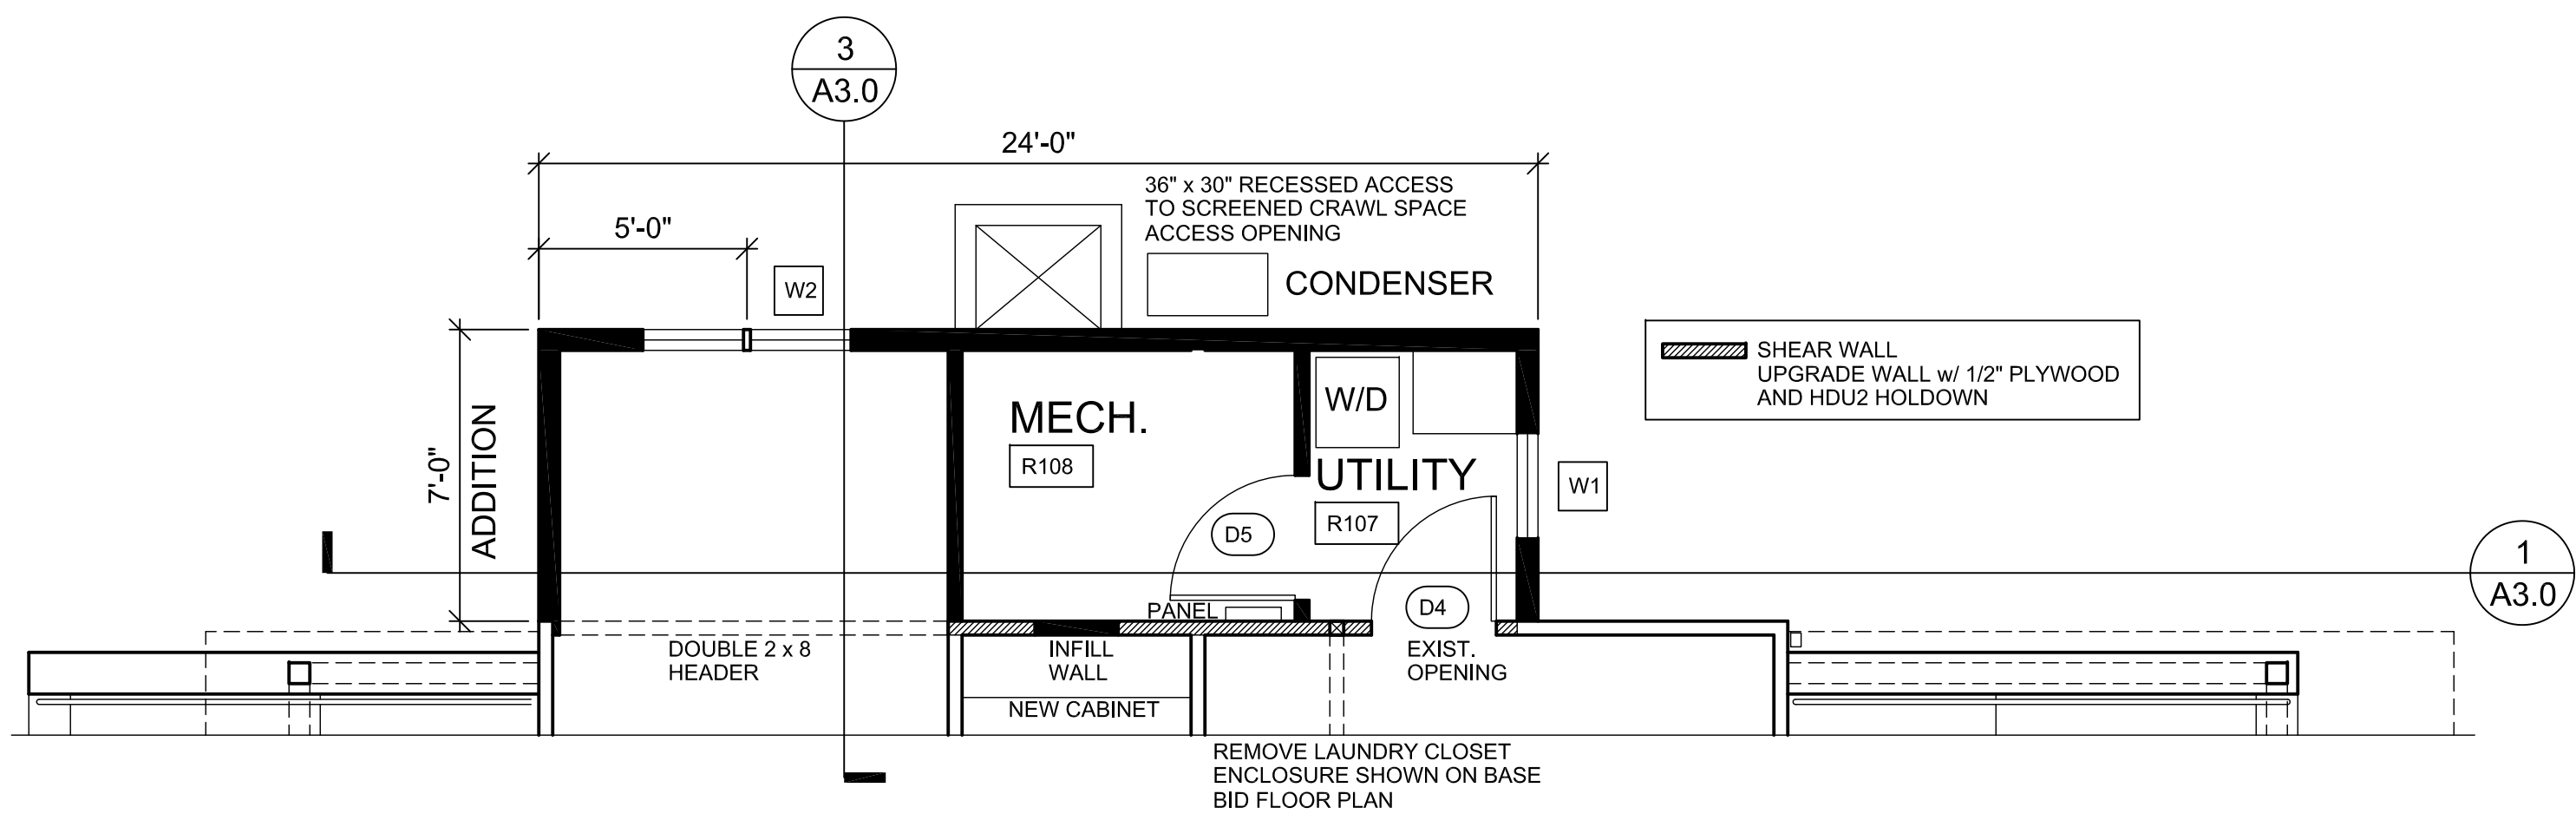 3
A3.0
24'-0"
36" x 30" RECESSED ACCESS
TO SCREENED CRAWL SPACE
ACCESS OPENING
5'-0"
W2
CONDENSER
SHEAR WALL
UPGRADE WALL w/ 1/2" PLYWOOD
AND HDU2 HOLDOWN
7'-0"
ADDITION
MECH.
R108
W/D
UTILITY
R107
W1
D5
D4
1
A3.0
PANEL
DOUBLE 2 x 8
HEADER
INFILL
WALL
EXIST.
OPENING
NEW CABINET
REMOVE LAUNDRY CLOSET
ENCLOSURE SHOWN ON BASE
BID FLOOR PLAN